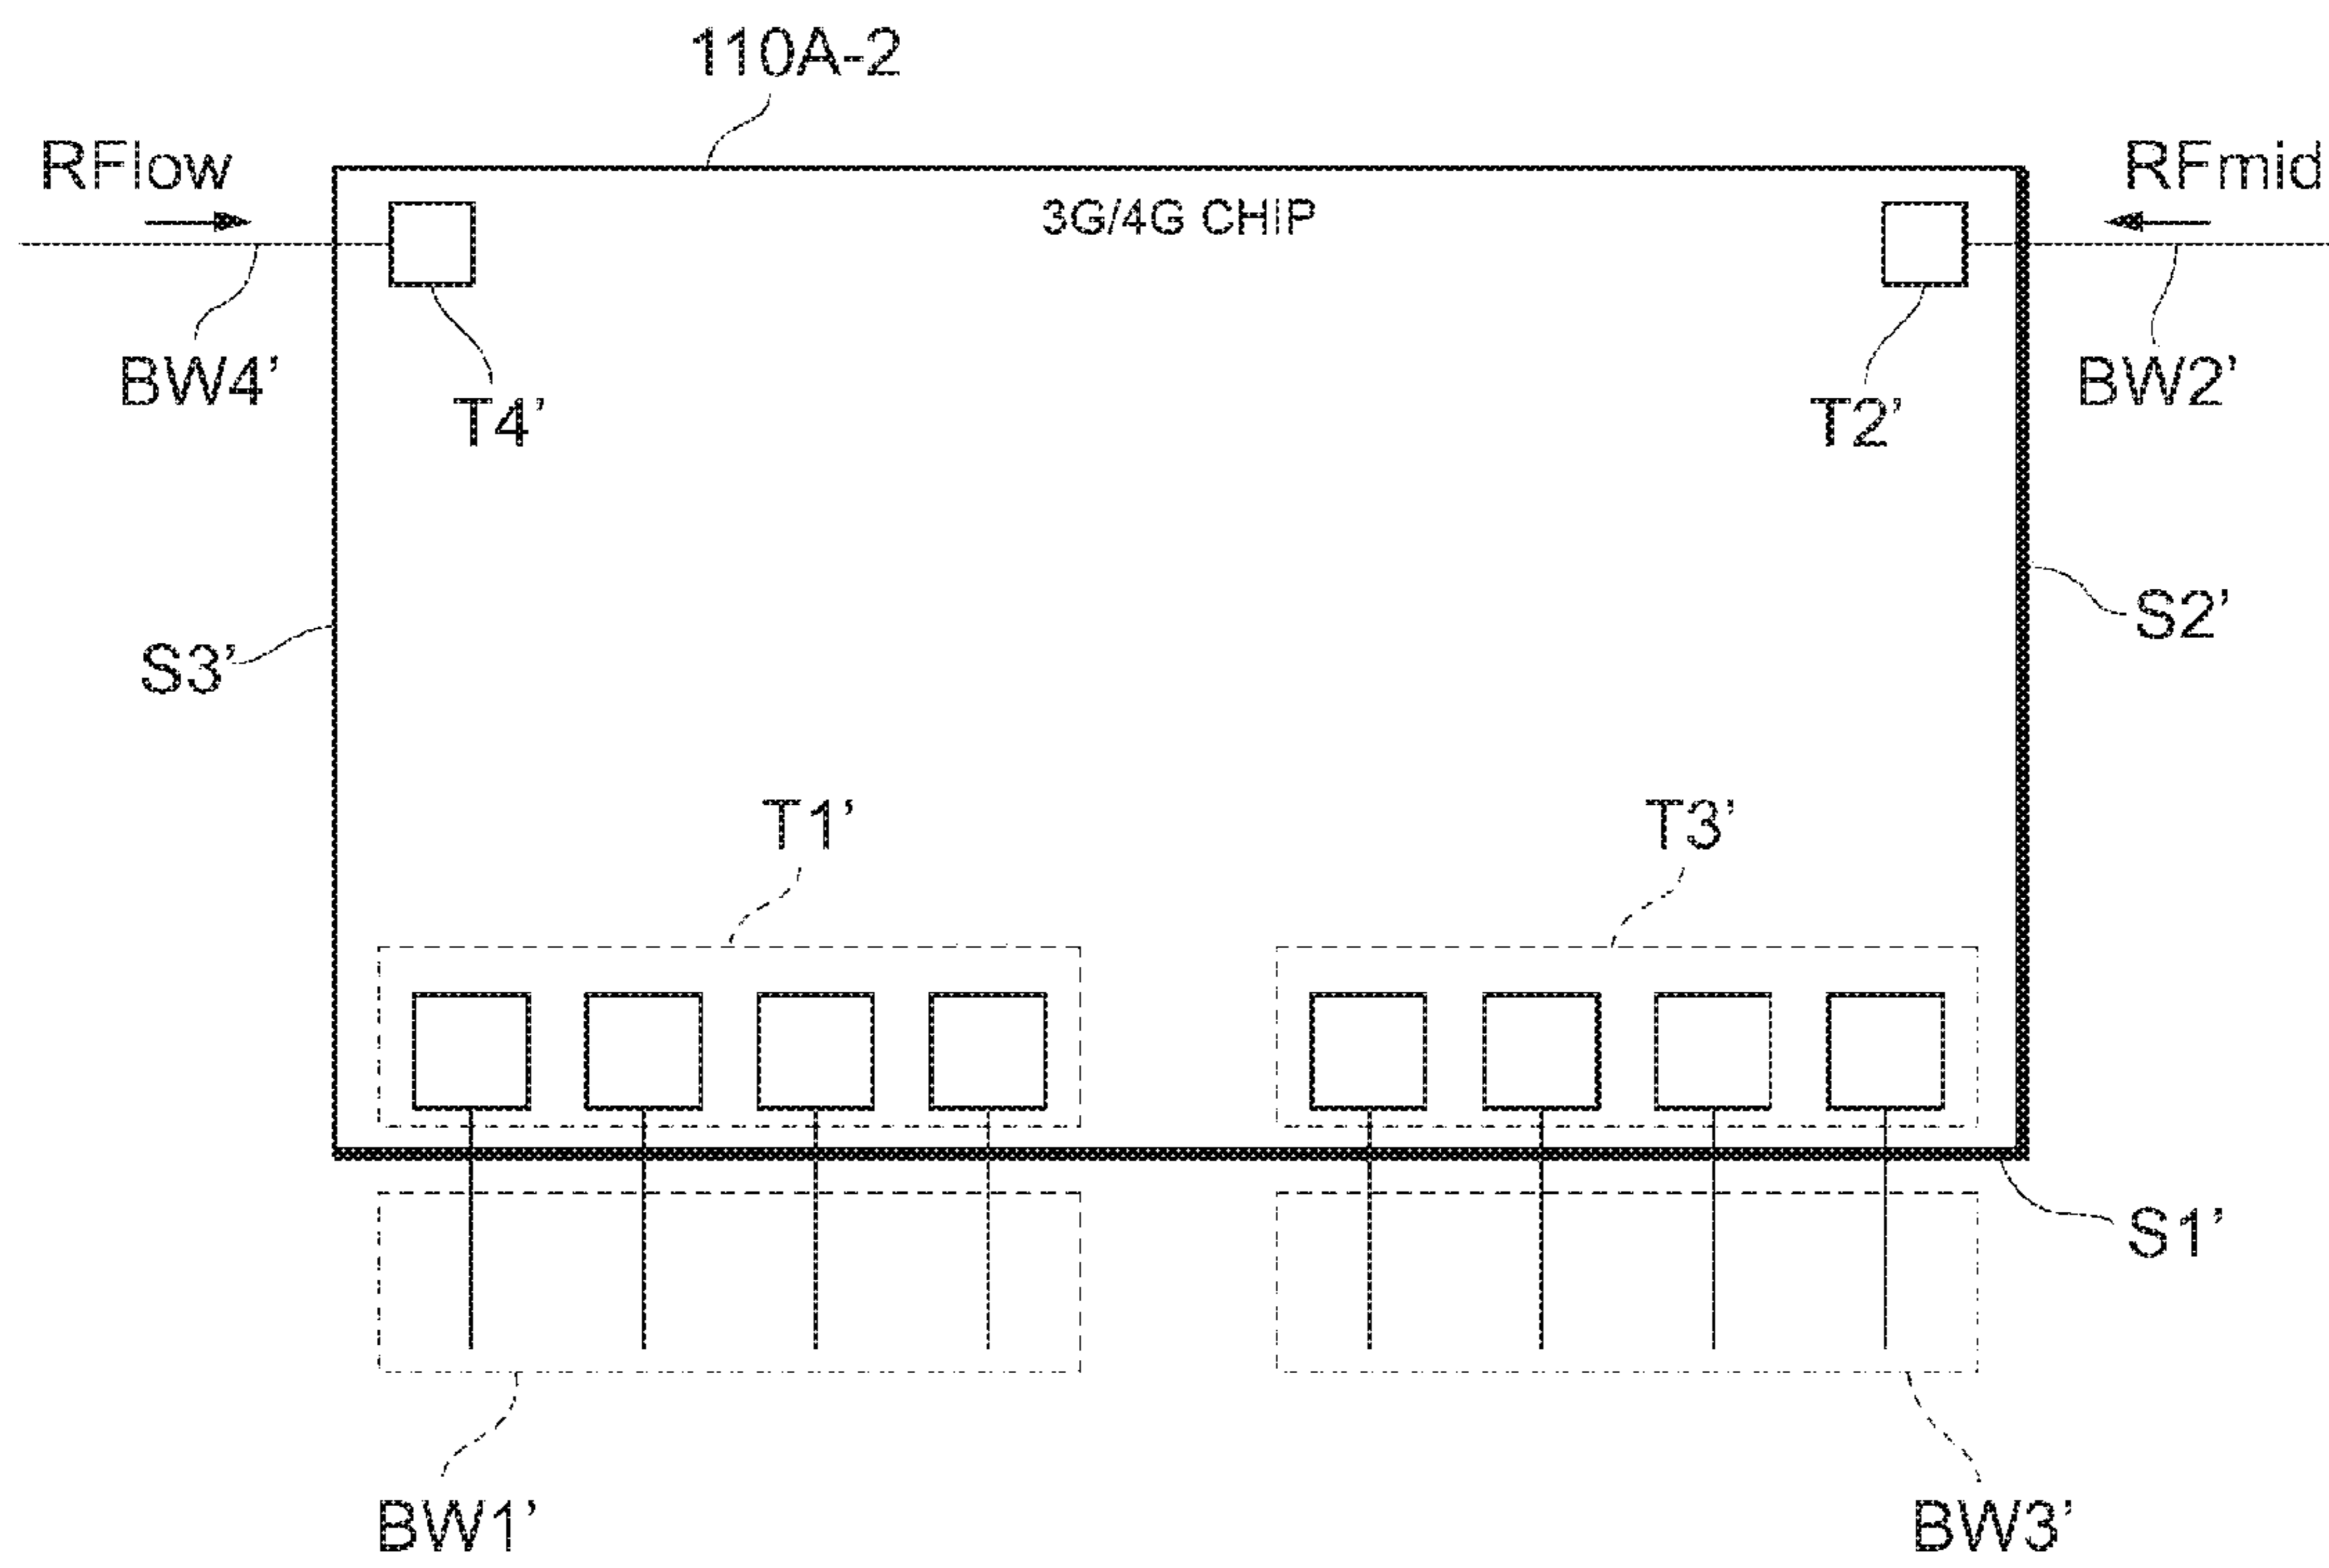 110A-2
RFlow
RFmid
3G/4G CHIP
BW4’
T4’
T2’
BW2’
S3’
S2’
T1’
T3’
S1’
BW1’
BW3’